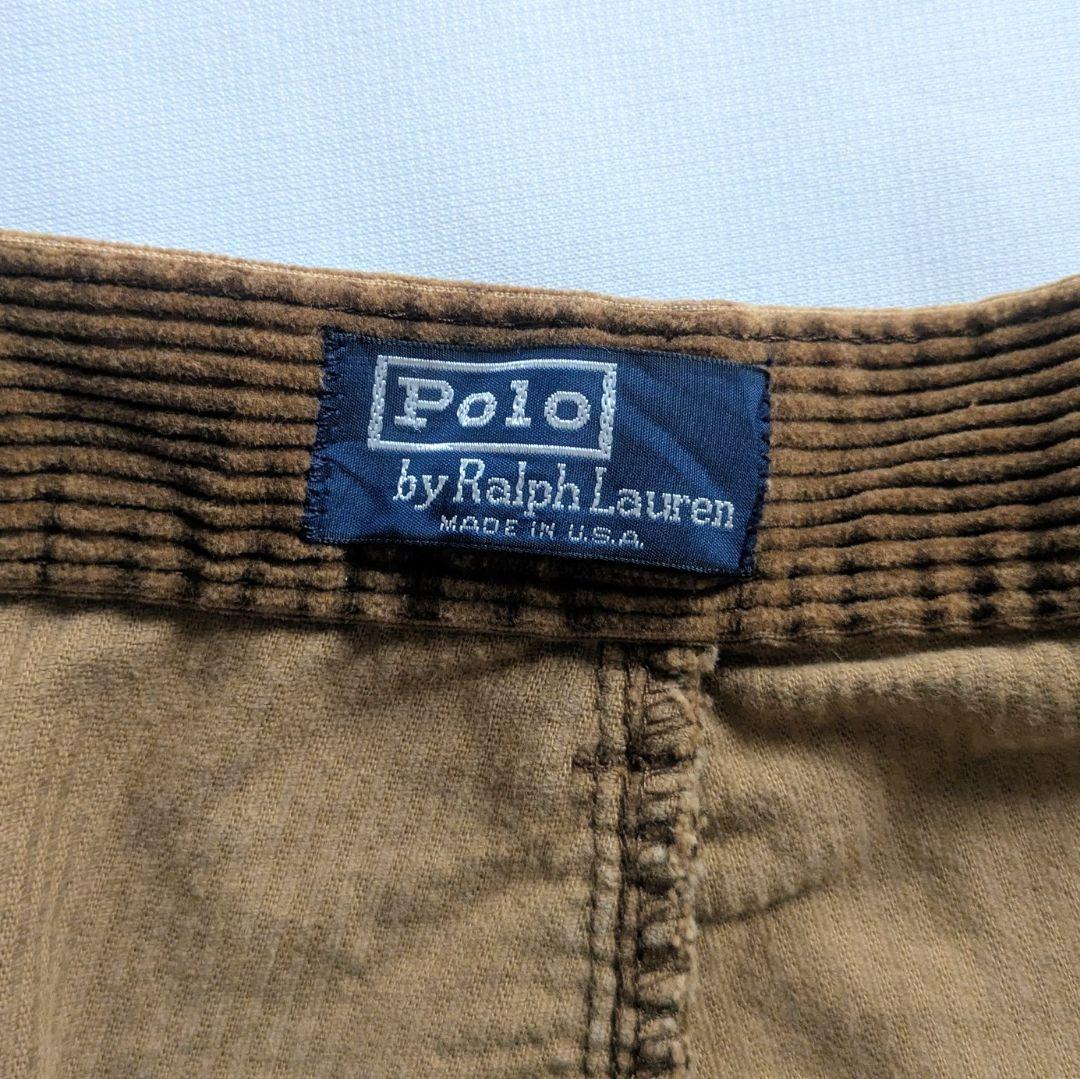 Polo
by Ralph Lauren
MADE IN U.S.A.